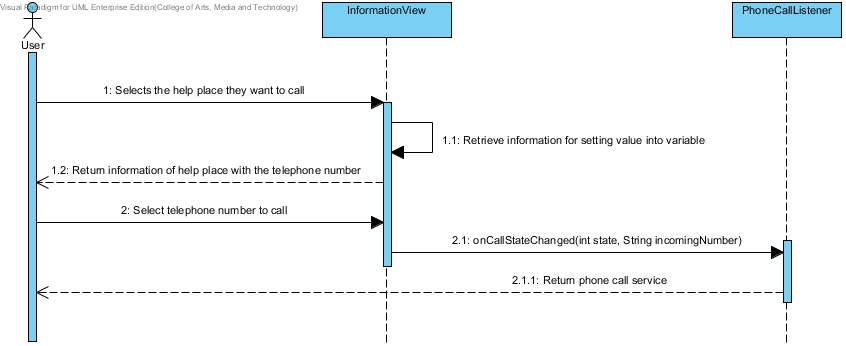 Visual Paradigm for UML Enterprise Edition(College of Arts, Media and Technology)
InformationView
PhoneCallListener
User
1: Selects the help place they want to call
1.1: Retrieve information for setting value into variable
1.2: Return information of help place with the telephone number
2: Select telephone number to call
2.1: onCallStateChanged(int state, String incomingNumber)
2.1.1: Return phone call service